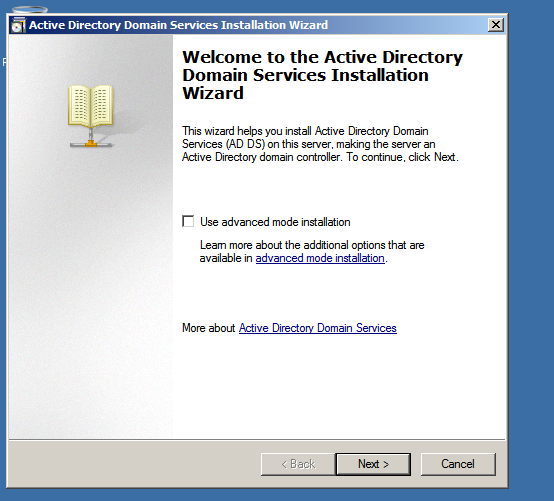 Active Directory Domain Services Installation Wizard
Welcome to the Active Directory
Domain Services Installation
Wizard
This wizard helps you install Active Directory Domain
Services (AD DS) on this server, making the server an
Active Directory domain controller. To continue, click Next.
Use advanced mode installation
Learn more about the additional options that are
available in advanced mode installation.
More about Active Directory Domain Services
< Back
Next >
Cancel